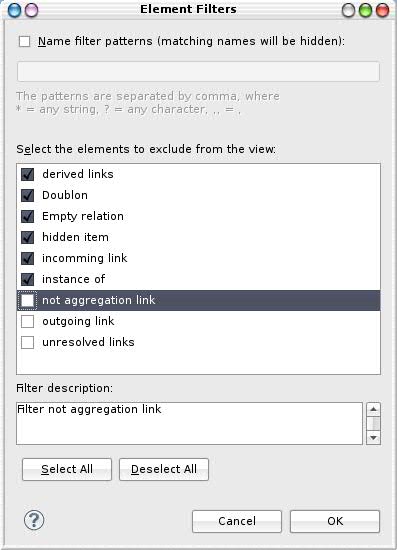 Element Filters
Name filter patterns (matching names will be hidden):
The patterns are separated by comma, where
* = any string, ? = any character, ,, = ,
Select the elements to exclude from the view:
derived links
Doublon
Empty relation
hidden item
incomming link
instance of
not aggregation link
outgoing link
unresolved links
Filter description:
Filter not aggregation link
Select All
Deselect All
?
Cancel
OK